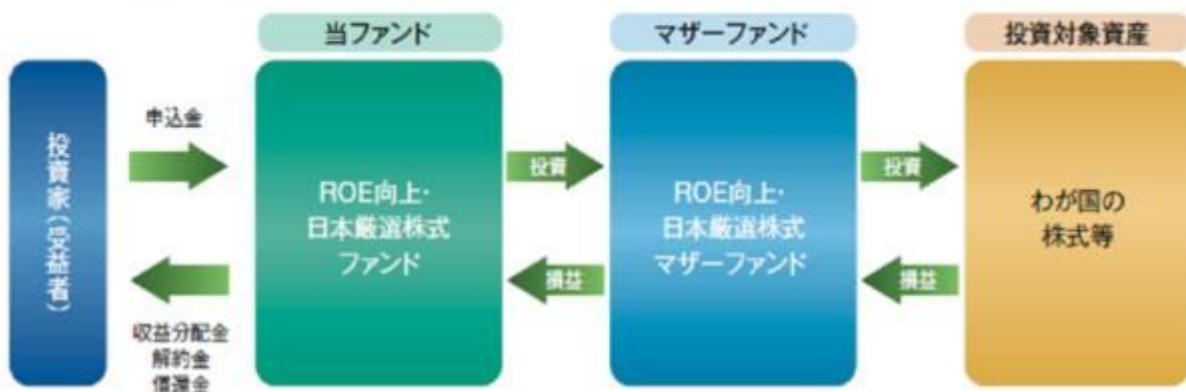 当ファンド
マザーファンド
投資対象資産
投資家(受益者)
申込金
収益分配金
解約金
償還金
ROE向上・
日本厳選株式
ファンド
投資
損益
ROE向上・
日本厳選株式
マザーファンド
投資
損益
わが国の
株式等